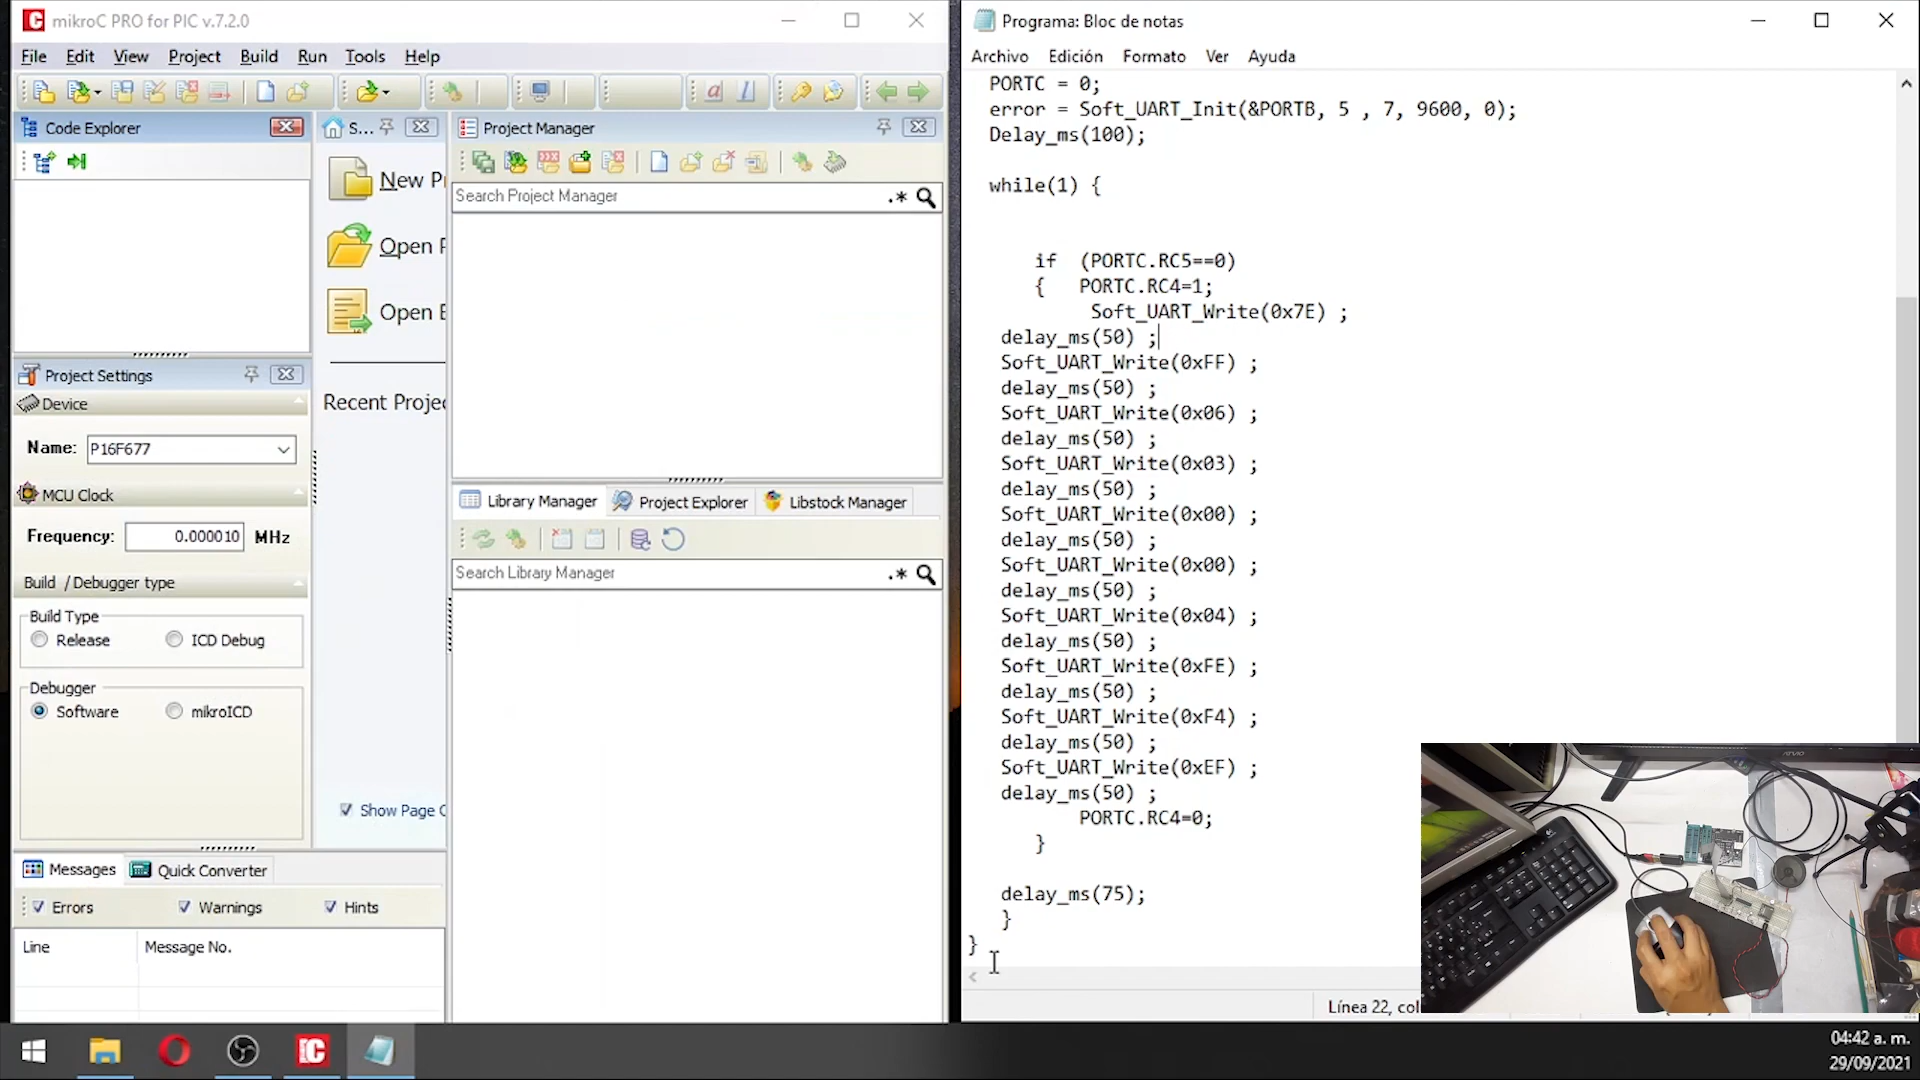 mikroC PRO for PIC v.7.2.0
File Edit View Project Build Run Tools Help
Code Explorer
S...
Project Manager
New Pr
Search Project Manager
Open P
Open E
Project Settings
Device
Recent Projec
Name: P16F677
MCU Clock
Library Manager Project Explorer Libstock Manager
Frequency: 0.000010 MHz
Search Library Manager
Build /Debugger type
Build Type
Release ICD Debug
Debugger
Software mikroICD
Show Page C
Messages Quick Converter
Errors Warnings Hints
Line Message No.
Programa: Bloc de notas
Archivo Edición Formato Ver Ayuda
PORTC = 0;
error = Soft_UART_Init(&PORTB, 5 , 7, 9600, 0);
Delay_ms(100);
while(1) {
if (PORTC.RC5==0)
{ PORTC.RC4=1;
Soft_UART_Write(0x7E) ;
delay_ms(50) ;
Soft_UART_Write(0xFF) ;
delay_ms(50) ;
Soft_UART_Write(0x06) ;
delay_ms(50) ;
Soft_UART_Write(0x03) ;
delay_ms(50) ;
Soft_UART_Write(0x00) ;
delay_ms(50) ;
Soft_UART_Write(0x00) ;
delay_ms(50) ;
Soft_UART_Write(0x04) ;
delay_ms(50) ;
Soft_UART_Write(0xFE) ;
delay_ms(50) ;
Soft_UART_Write(0xF4) ;
delay_ms(50) ;
Soft_UART_Write(0xEF) ;
delay_ms(50) ;
PORTC.RC4=0;
}
delay_ms(75);
}
}
Línea 22, col
ATVIO
04:42 a. m.
29/09/2021